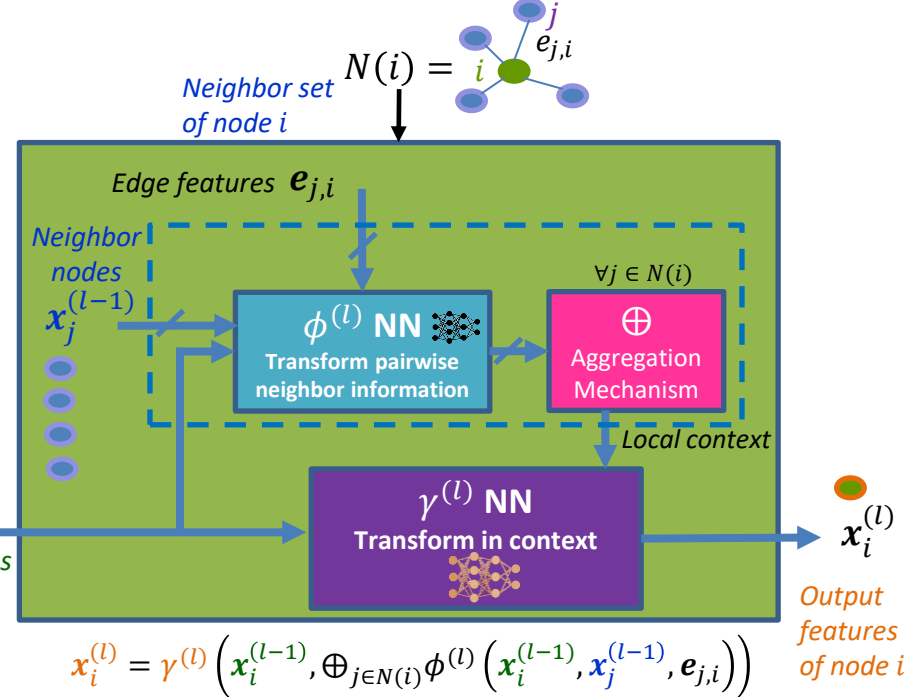 j
N(i) =
i
e_{j,i}
Neighbor set
of node i
Edge features e_{j,i}
Neighbor
nodes
x_j^{(l-1)}
∀j ∈ N(i)
ϕ^{(l)} NN
Transform pairwise
neighbor information
⊕
Aggregation
Mechanism
Local context
γ^{(l)} NN
Transform in context
s
x_i^{(l)}
Output
features
of node i
x_i^{(l)} = γ^{(l)} ( x_i^{(l-1)}, ⊕_{j∈N(i)} ϕ^{(l)} ( x_i^{(l-1)}, x_j^{(l-1)}, e_{j,i} ) )